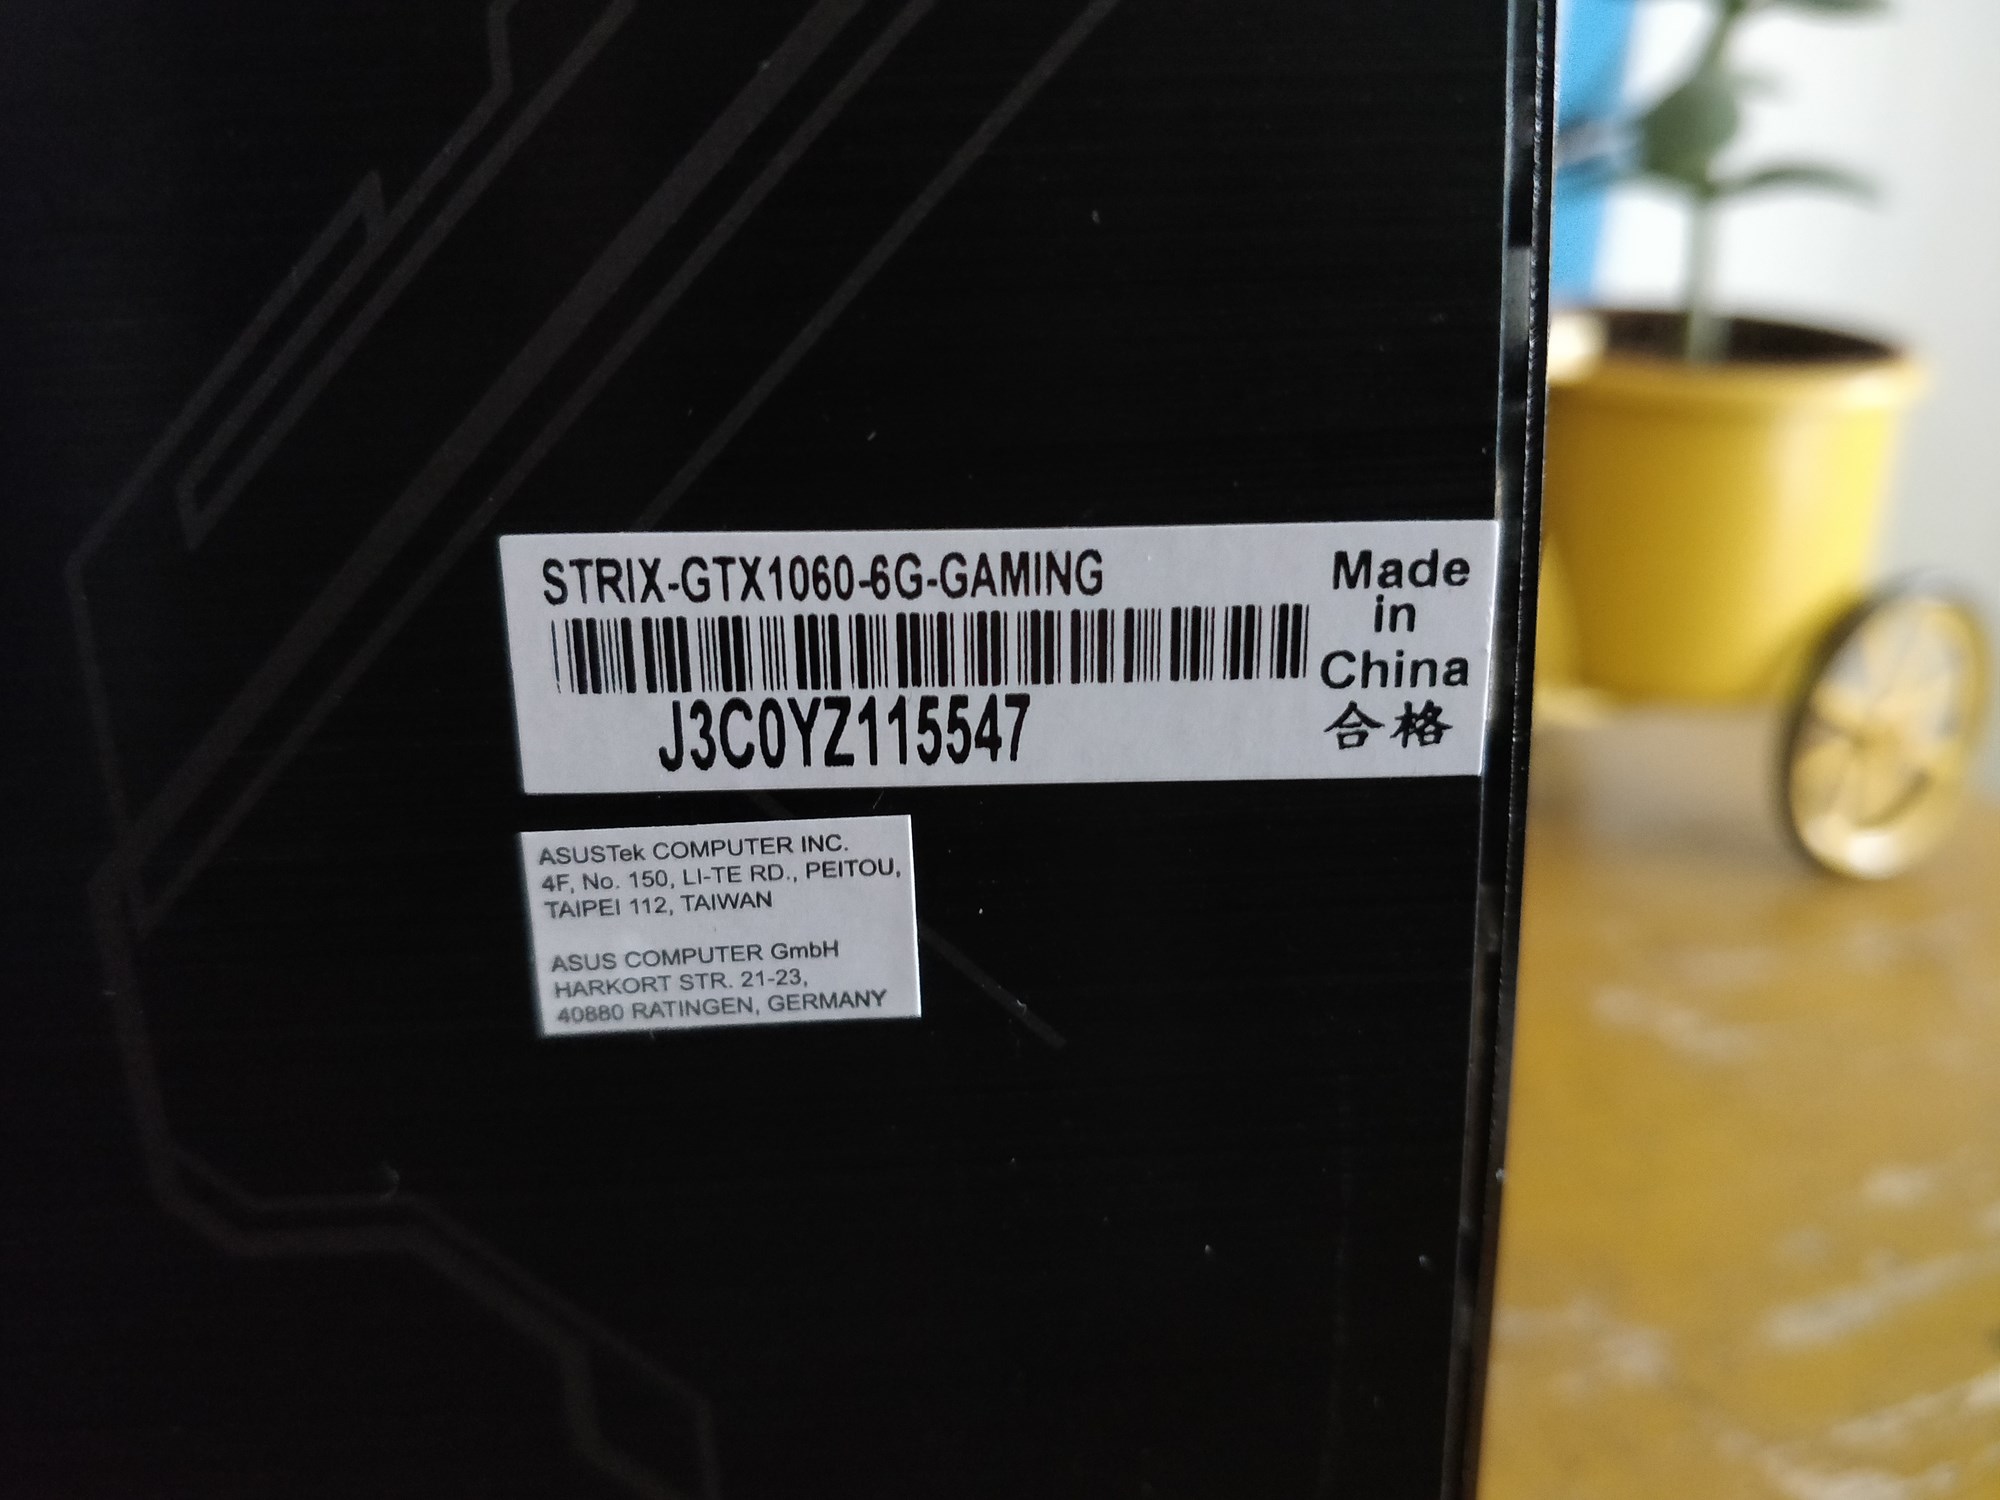 STRIX-GTX1060-6G-GAMING
J3C0YZ115547
Made
in
China
合格
ASUSTek COMPUTER INC.
4F, No. 150, LI-TE RD., PEITOU,
TAIPEI 112, TAIWAN
ASUS COMPUTER GmbH
HARKORT STR. 21-23,
40880 RATINGEN, GERMANY